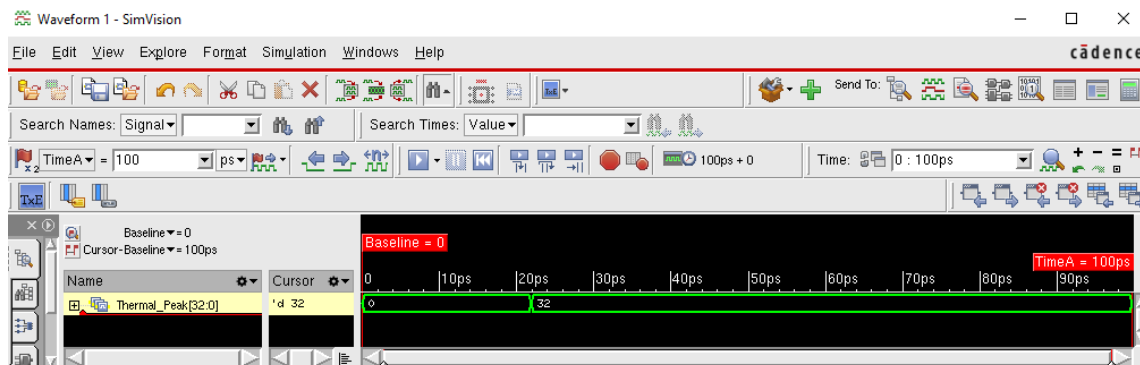 Waveform 1 - SimVision
File Edit View Explore Format Simulation Windows Help cādence
TxE Send To:
Search Names: Signal Search Times: Value
TimeA = 100 ps 100ps + 0 Time: 0 : 100ps
TxE
Baseline = 0
Cursor-Baseline = 100ps
Baseline = 0
TimeA = 100ps
Name Cursor 0 10ps 20ps 30ps 40ps 50ps 60ps 70ps 80ps 90ps
Thermal_Peak[32:0] 'd 32 0 32